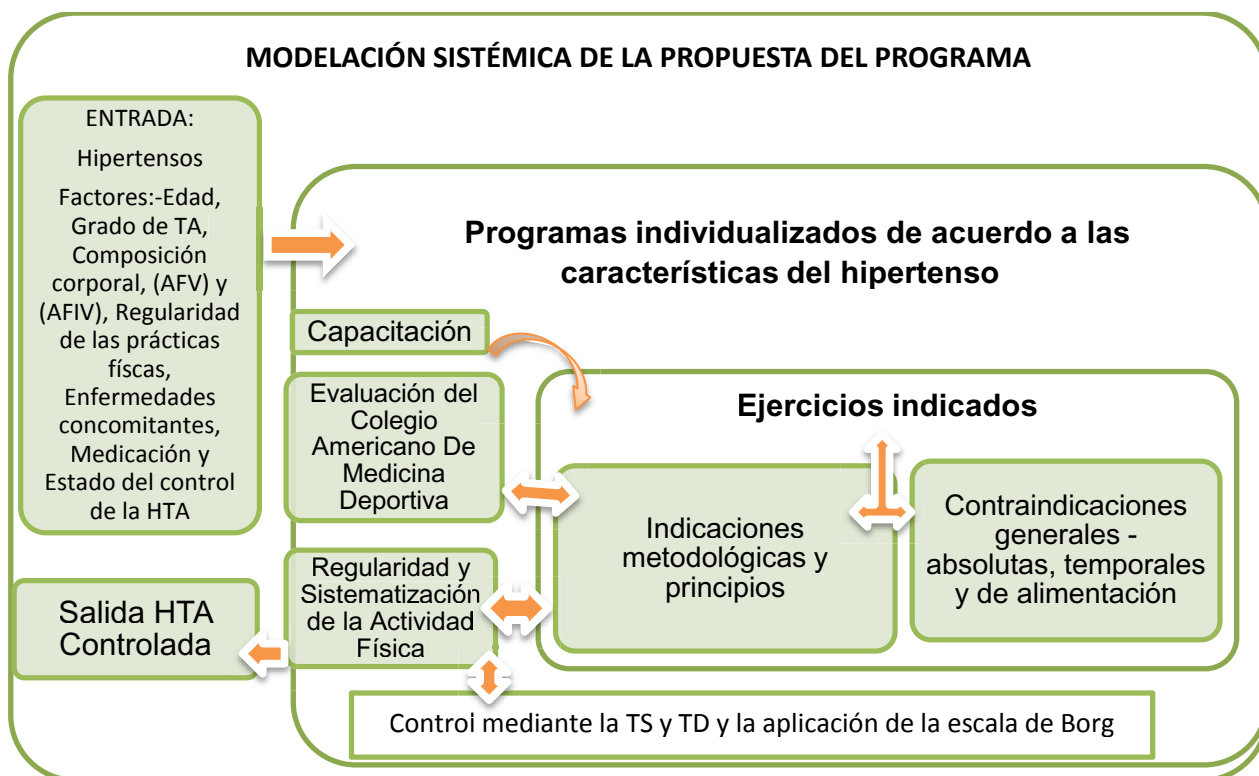 MODELACIÓN SISTÉMICA DE LA PROPUESTA DEL PROGRAMA
ENTRADA:
Hipertensos
Factores:-Edad,
Grado de TA,
Composición
corporal, (AFV) y
(AFIV), Regularidad
de las prácticas
físcas,
Enfermedades
concomitantes,
Medicación y
Estado del control
de la HTA
Salida HTA
Controlada
Programas individualizados de acuerdo a las
características del hipertenso
Capacitación
Evaluación del
Colegio
Americano De
Medicina
Deportiva
Regularidad y
Sistematización
de la Actividad
Física
Ejercicios indicados
Indicaciones
metodológicas y
principios
Contraindicaciones
generales -
absolutas, temporales
y de alimentación
Control mediante la TS y TD y la aplicación de la escala de Borg